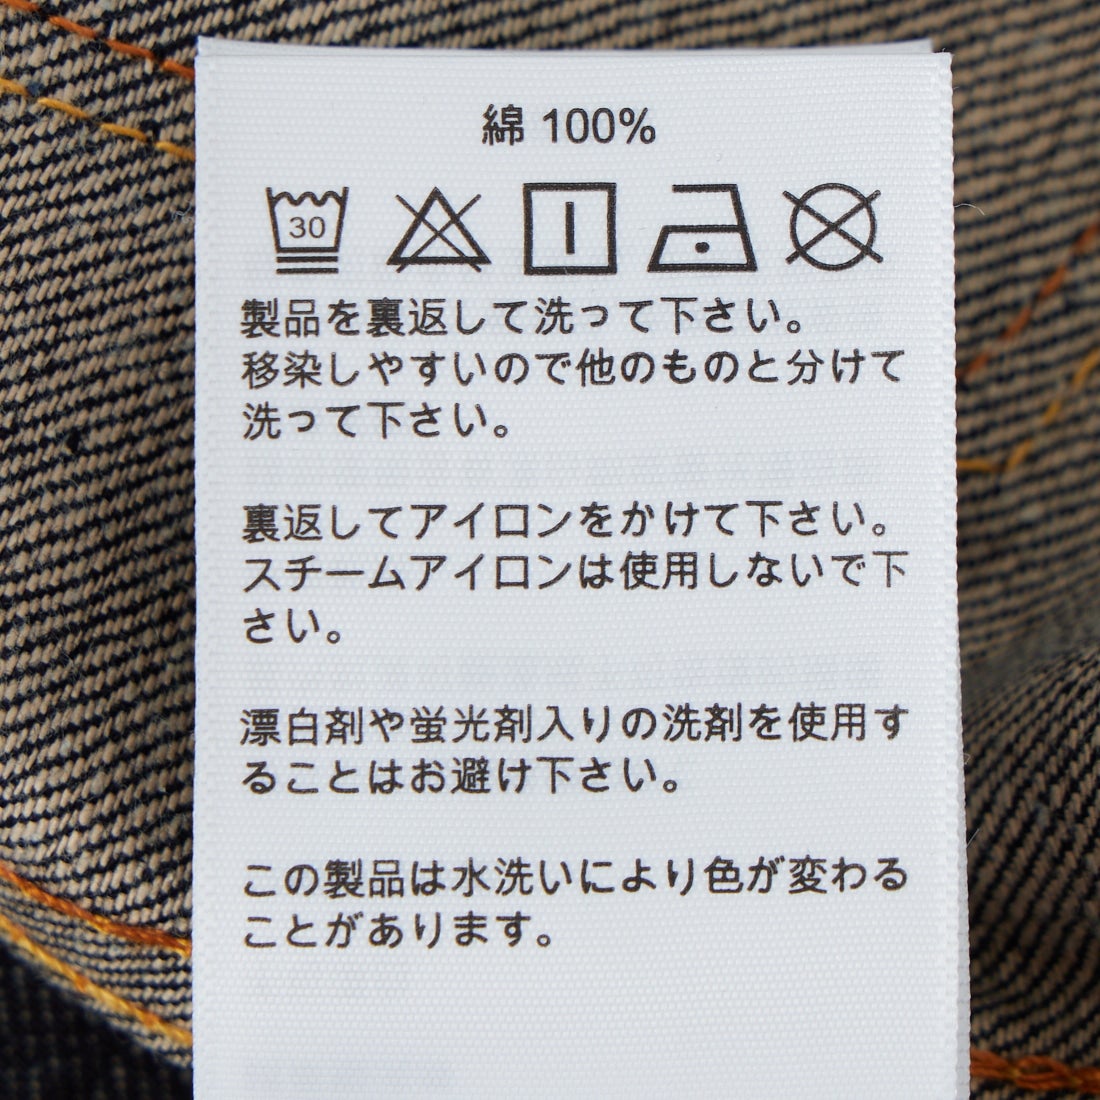 綿 100%
30
製品を裏返して洗って下さい。
移染しやすいので他のものと分けて
洗って下さい。
裏返してアイロンをかけて下さい。
スチームアイロンは使用しないで下
さい。
漂白剤や蛍光剤入りの洗剤を使用す
ることはお避け下さい。
この製品は水洗いにより色が変わる
ことがあります。